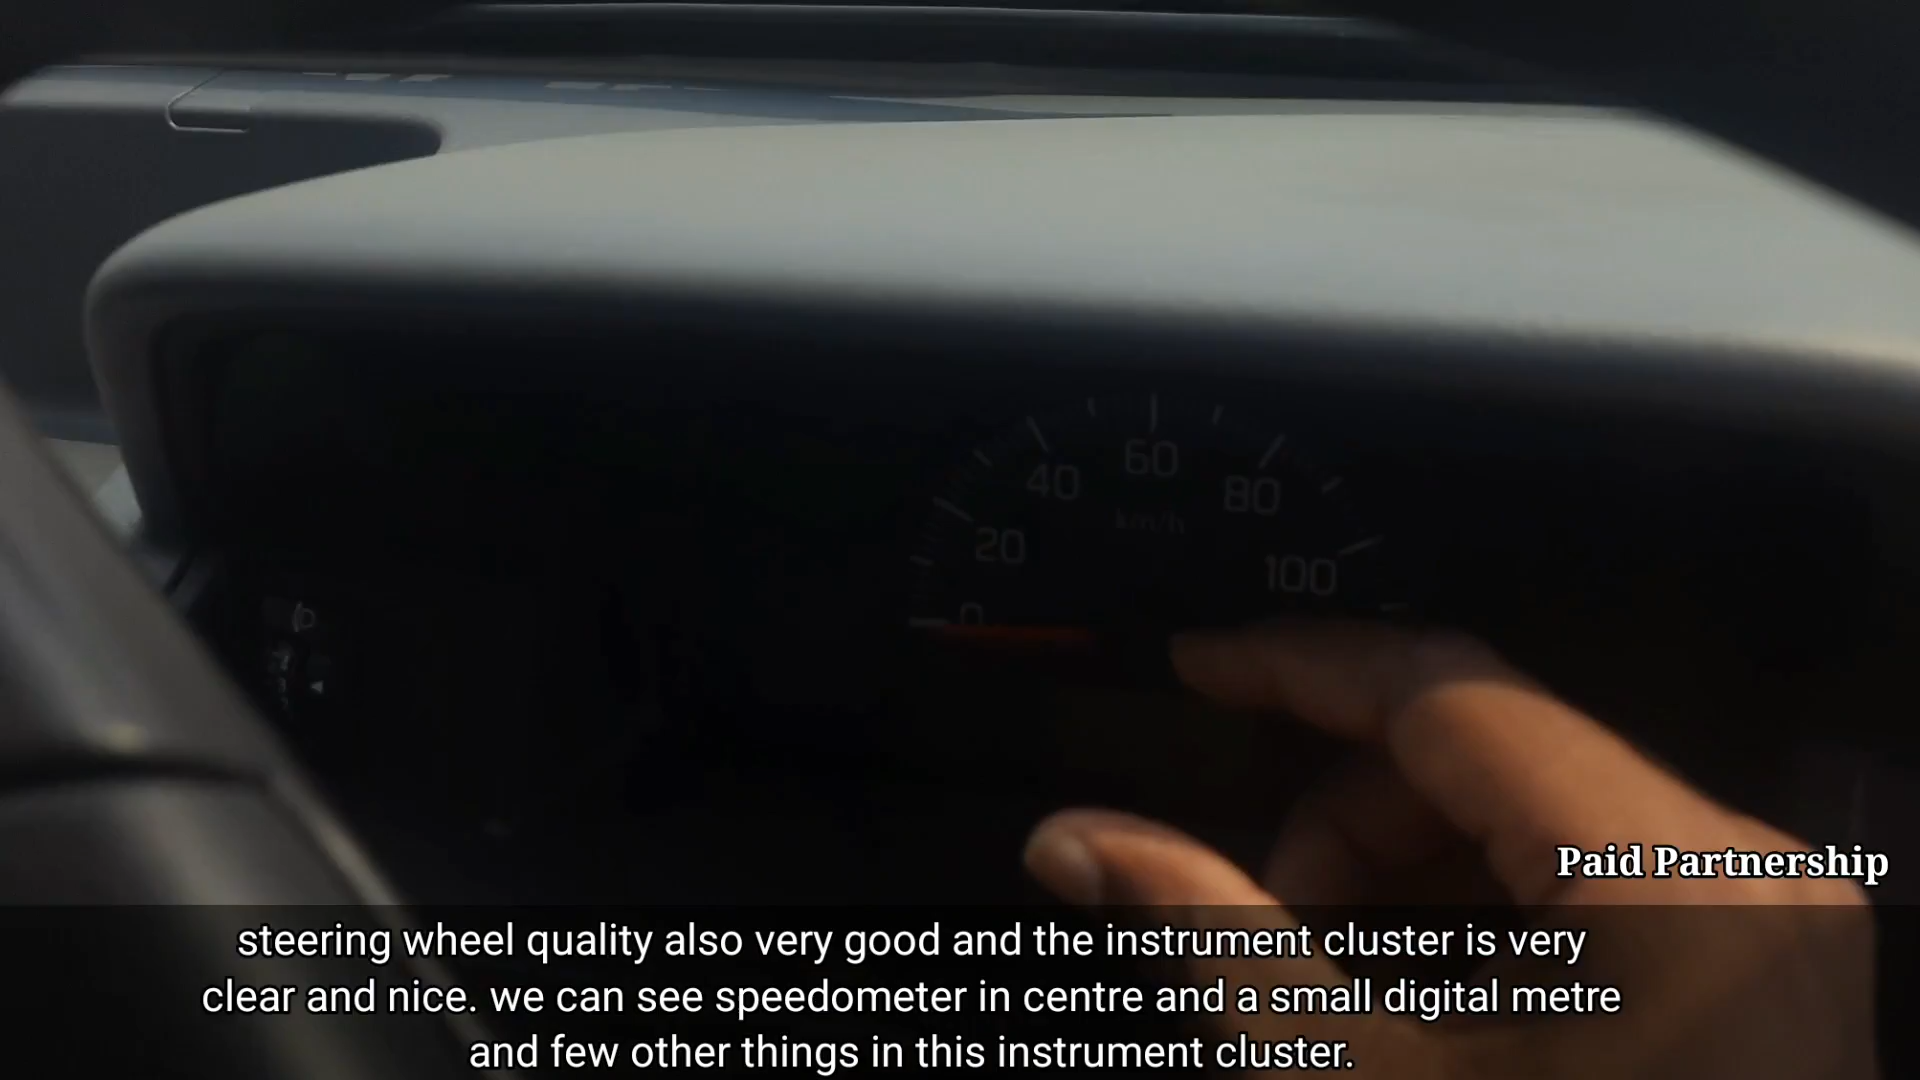 60
40
80
km/h
20
100
0
Paid Partnership
steering wheel quality also very good and the instrument cluster is very
clear and nice. we can see speedometer in centre and a small digital metre
and few other things in this instrument cluster.